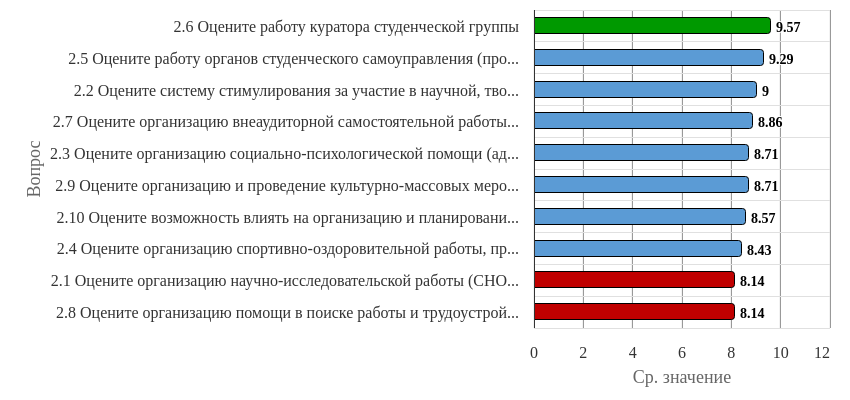 2.6 Оцените работу куратора студенческой группы 9.57
2.5 Оцените работу органов студенческого самоуправления (про... 9.29
2.2 Оцените систему стимулирования за участие в научной, тво... 9
2.7 Оцените организацию внеаудиторной самостоятельной работы... 8.86
2.3 Оцените организацию социально-психологической помощи (ад... 8.71
2.9 Оцените организацию и проведение культурно-массовых меро... 8.71
2.10 Оцените возможность влиять на организацию и планировани... 8.57
2.4 Оцените организацию спортивно-оздоровительной работы, пр... 8.43
2.1 Оцените организацию научно-исследовательской работы (СНО... 8.14
2.8 Оцените организацию помощи в поиске работы и трудоустрой... 8.14
Вопрос
0 2 4 6 8 10 12
Ср. значение